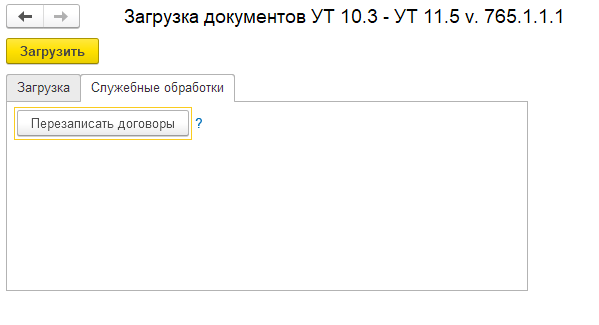 Загрузка документов УТ 10.3 - УТ 11.5 v. 765.1.1.1
Загрузить
Загрузка Служебные обработки
Перезаписать договоры ?